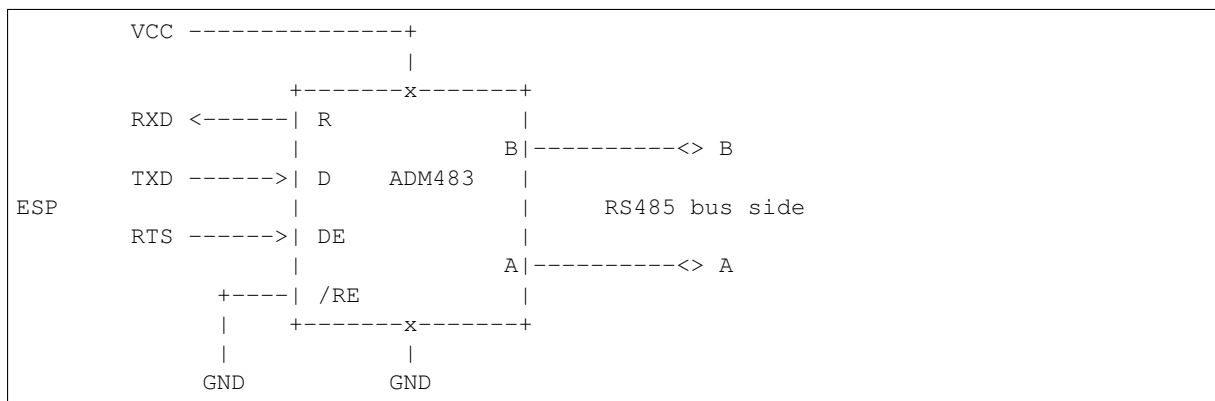 VCC ---------------+
|
+-------x-------+
RXD <------| R |
| B|----------<> B
TXD ------>| D ADM483 |
ESP | | RS485 bus side
RTS ------>| DE |
| A|----------<> A
+----| /RE |
| +-------x-------+
| |
GND GND